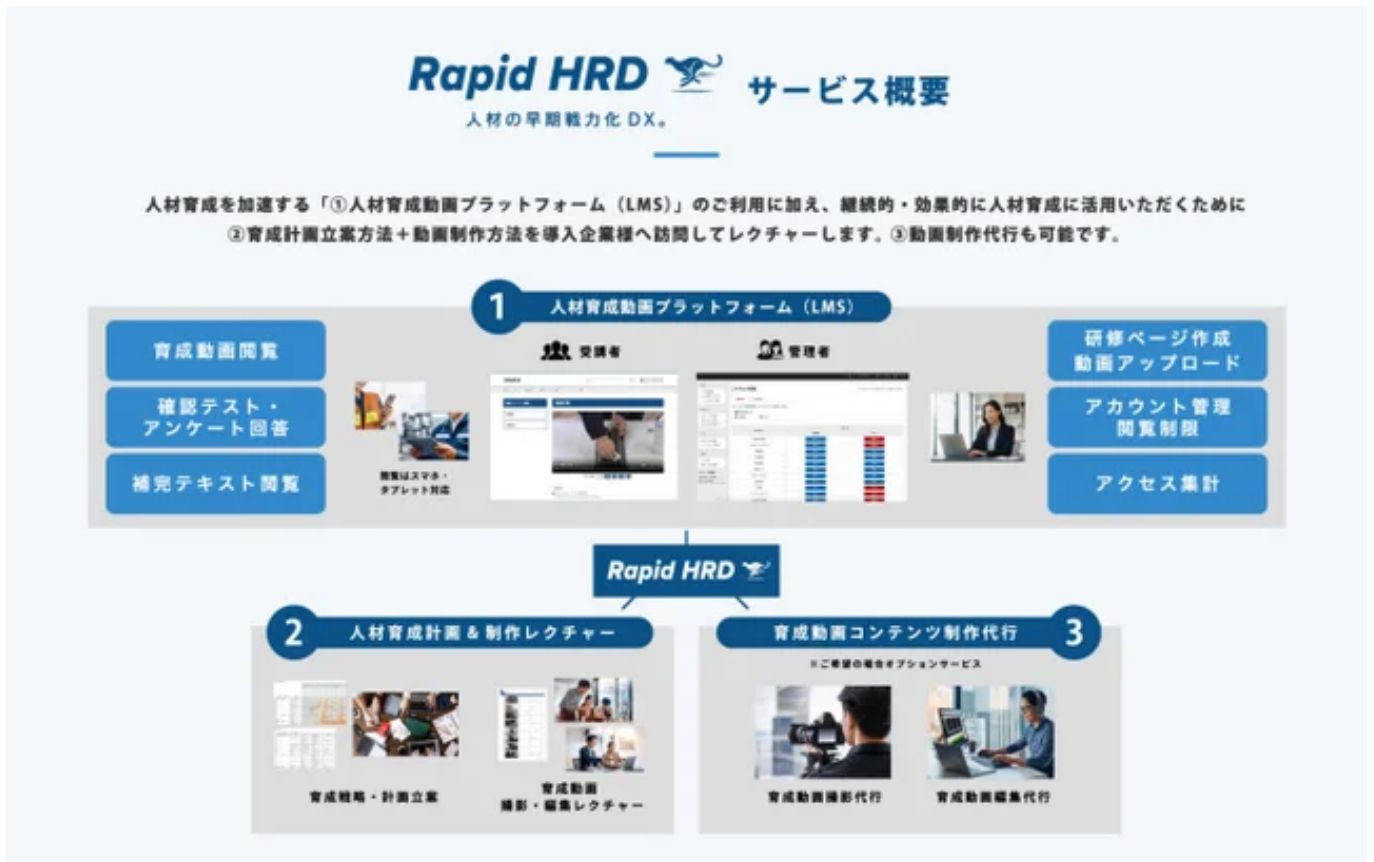 Rapid HRD
サービス概要
人材の早期戦力化 DX。
人材育成を加速する「①人材育成動画プラットフォーム（LMS）」のご利用に加え、継続的・効果的に人材育成に活用いただくために
②育成計画立案方法＋動画制作方法を導入企業様へ訪問してレクチャーします。③動画制作代行も可能です。
1 人材育成動画プラットフォーム（LMS）
育成動画閲覧
確認テスト・
アンケート回答
補完テキスト閲覧
閲覧はスマホ・
タブレット対応
受講者
管理者
研修ページ作成
動画アップロード
アカウント管理
閲覧制限
アクセス集計
Rapid HRD
2 人材育成計画 & 制作レクチャー
育成戦略・計画立案
育成動画
撮影・編集レクチャー
育成動画コンテンツ制作代行 3
※ご希望の場合オプションサービス
育成動画撮影代行
育成動画編集代行